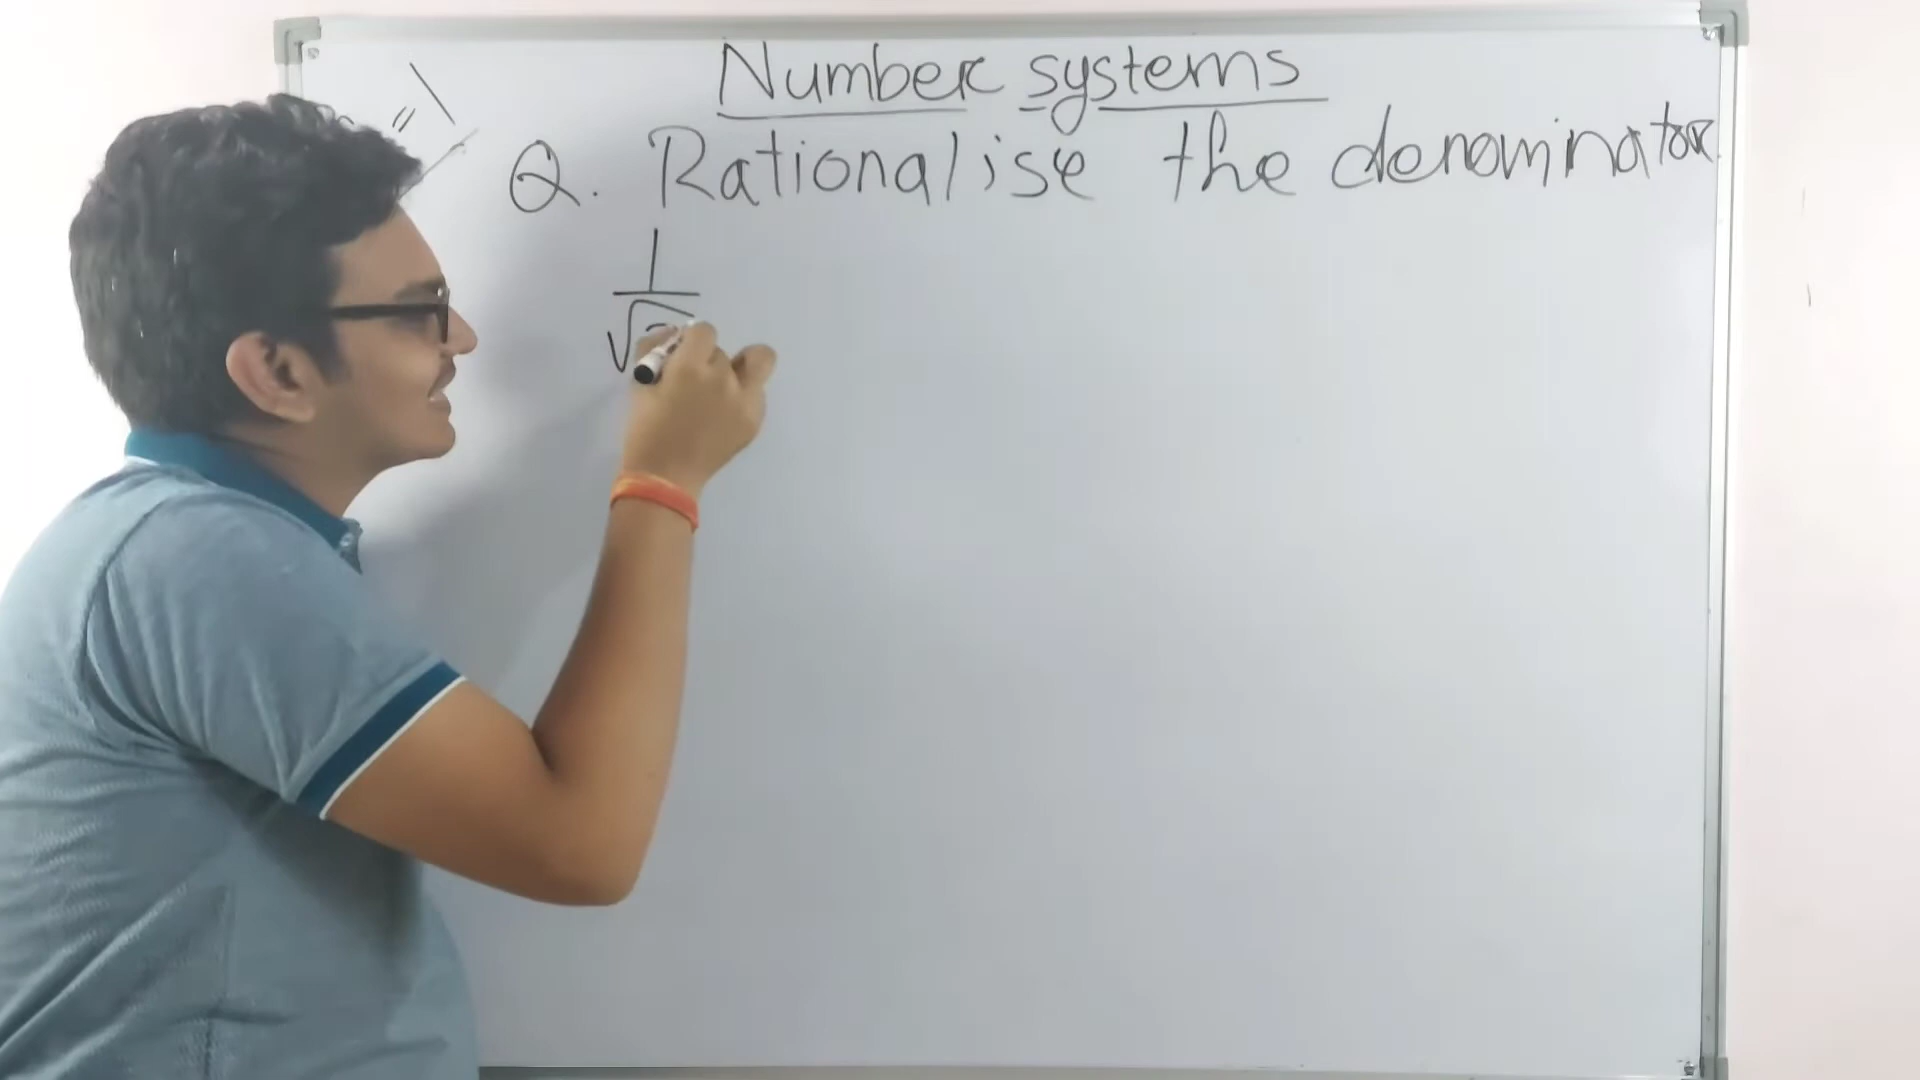 Number systems
Q. Rationalise the denominator
1
√